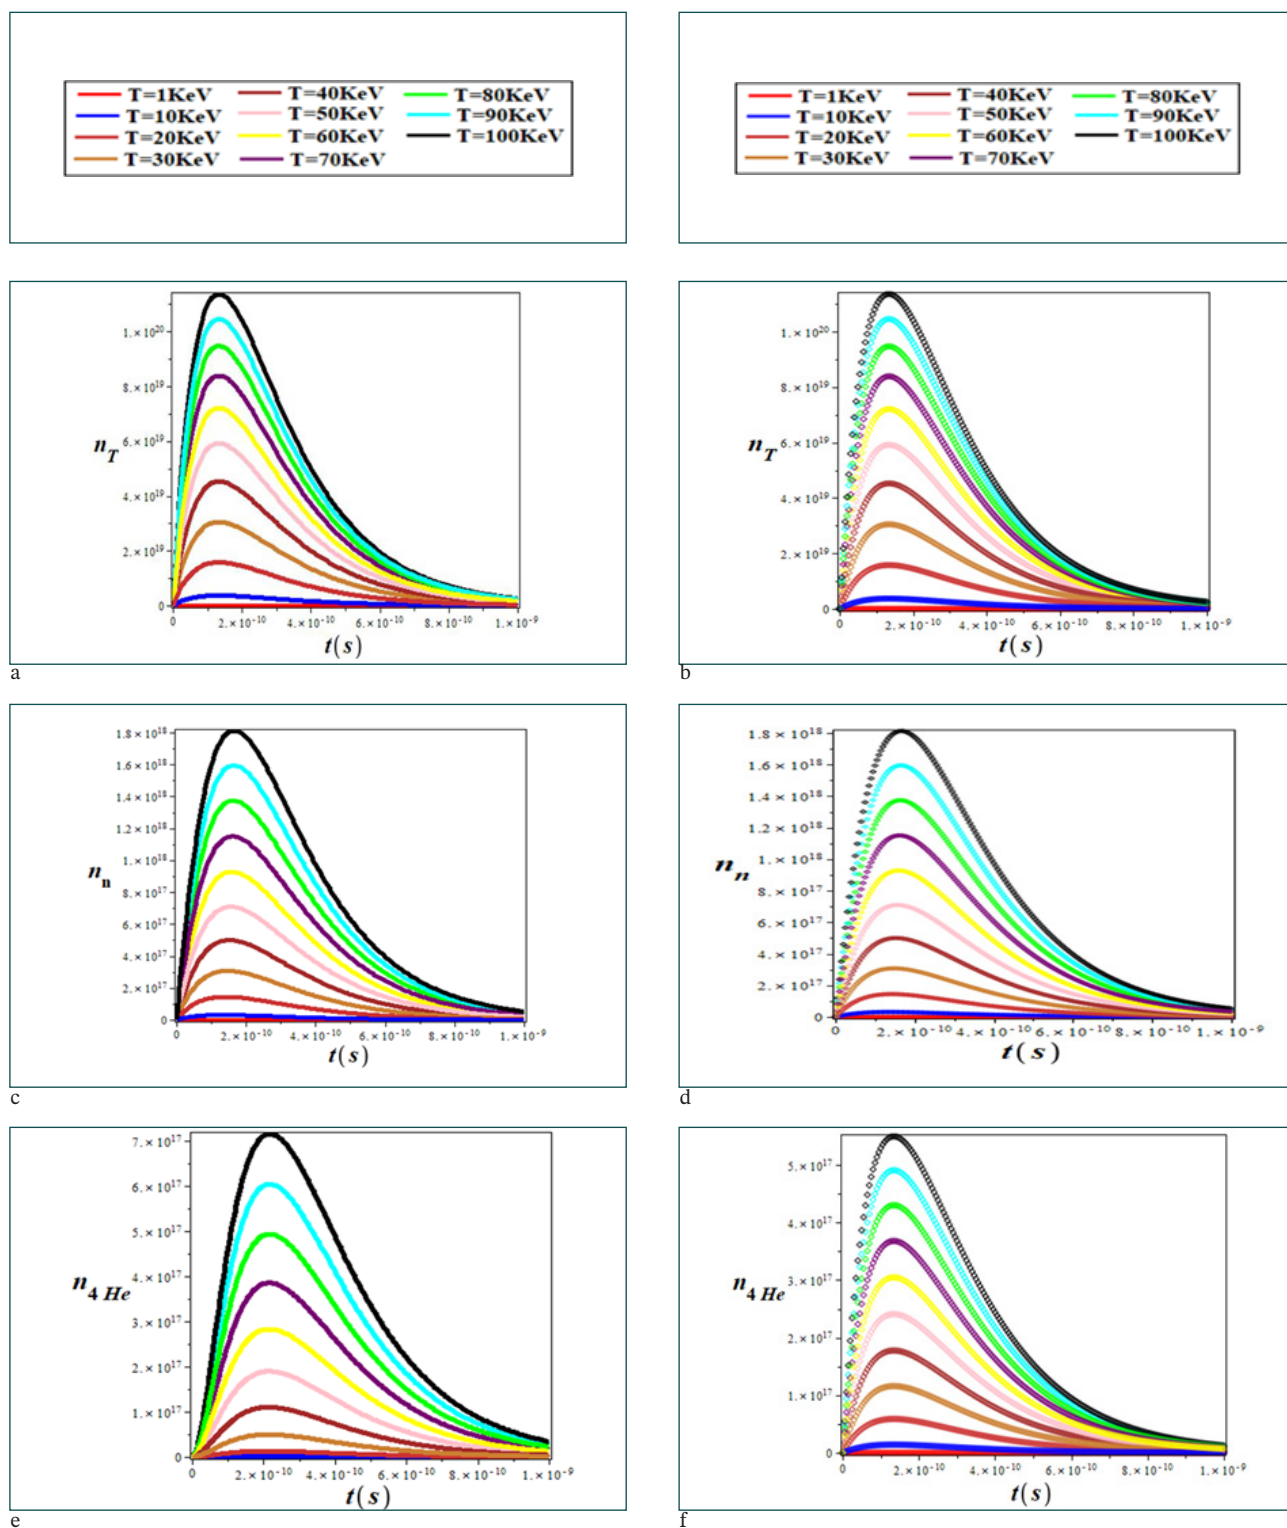 T=1KeV T=40KeV T=80KeV
T=10KeV T=50KeV T=90KeV
T=20KeV T=60KeV T=100KeV
T=30KeV T=70KeV
T=1KeV T=40KeV T=80KeV
T=10KeV T=50KeV T=90KeV
T=20KeV T=60KeV T=100KeV
T=30KeV T=70KeV
1.×10²⁰
8.×10¹⁹
6.×10¹⁹
n_T
4.×10¹⁹
2.×10¹⁹
0
0 2.×10⁻¹⁰ 4.×10⁻¹⁰ 6.×10⁻¹⁰ 8.×10⁻¹⁰ 1.×10⁻⁹
t(s)
a
1.×10²⁰
8.×10¹⁹
6.×10¹⁹
n_T
4.×10¹⁹
2.×10¹⁹
0
0 2.×10⁻¹⁰ 4.×10⁻¹⁰ 6.×10⁻¹⁰ 8.×10⁻¹⁰ 1.×10⁻⁹
t(s)
b
1.8×10¹⁸
1.6×10¹⁸
1.4×10¹⁸
1.2×10¹⁸
1.×10¹⁸
n_n
8.×10¹⁷
6.×10¹⁷
4.×10¹⁷
2.×10¹⁷
0
0 2.×10⁻¹⁰ 4.×10⁻¹⁰ 6.×10⁻¹⁰ 8.×10⁻¹⁰ 1.×10⁻⁹
t(s)
c
1.8×10¹⁸
1.6×10¹⁸
1.4×10¹⁸
1.2×10¹⁸
1.×10¹⁸
n_n
8.×10¹⁷
6.×10¹⁷
4.×10¹⁷
2.×10¹⁷
0
0 2.×10⁻¹⁰ 4.×10⁻¹⁰ 6.×10⁻¹⁰ 8.×10⁻¹⁰ 1.×10⁻⁹
t(s)
d
7.×10¹⁷
6.×10¹⁷
5.×10¹⁷
4.×10¹⁷
n_4 He
3.×10¹⁷
2.×10¹⁷
1.×10¹⁷
0
0 2.×10⁻¹⁰ 4.×10⁻¹⁰ 6.×10⁻¹⁰ 8.×10⁻¹⁰ 1.×10⁻⁹
t(s)
e
5.×10¹⁷
4.×10¹⁷
3.×10¹⁷
n_4 He
2.×10¹⁷
1.×10¹⁷
0
0 2.×10⁻¹⁰ 4.×10⁻¹⁰ 6.×10⁻¹⁰ 8.×10⁻¹⁰ 1.×10⁻⁹
t(s)
f